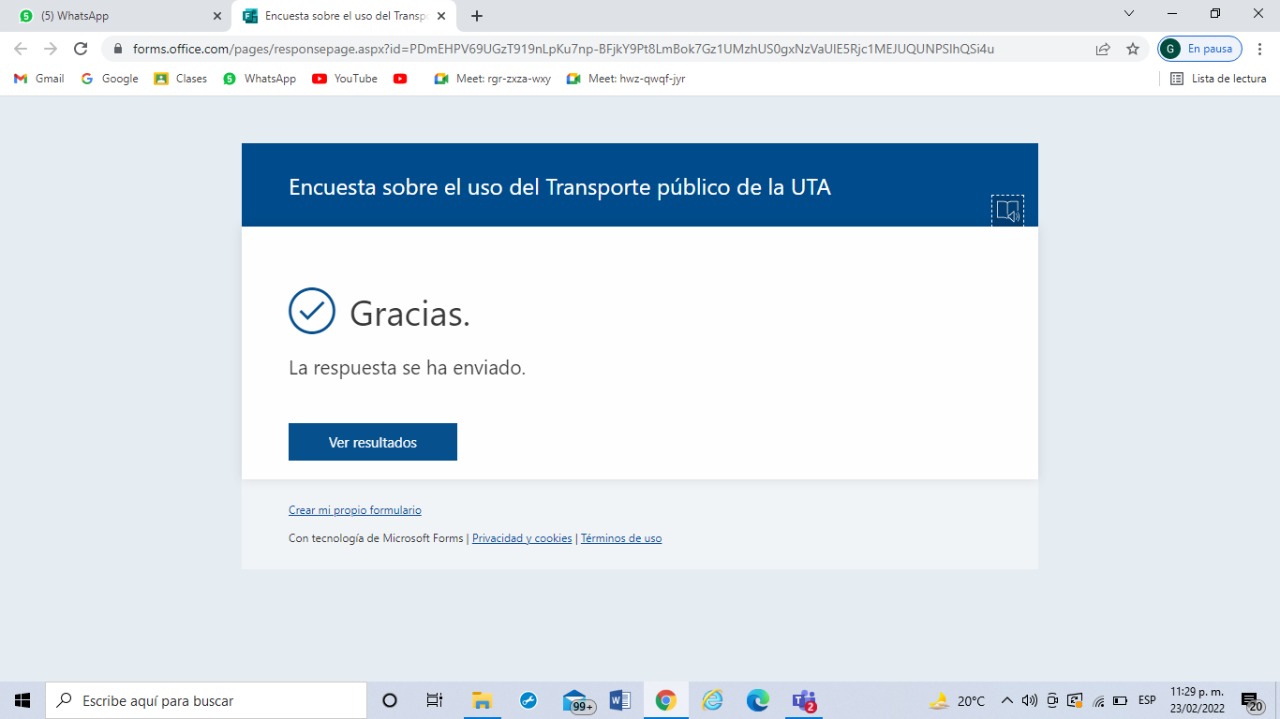 (5) WhatsApp
Encuesta sobre el uso del Transpo
forms.office.com/pages/responsepage.aspx?id=PDmEHPV69UGzT919nLpKu7np-BFjkY9Pt8LmBok7Gz1UMzhUS0gxNzVaUlE5Rjc1MEJUQUNPSlhQSi4u
G En pausa
Gmail Google Clases WhatsApp YouTube Meet: rgr-zxza-wxy Meet: hwz-qwqf-jyr Lista de lectura
Encuesta sobre el uso del Transporte público de la UTA
Gracias.
La respuesta se ha enviado.
Ver resultados
Crear mi propio formulario
Con tecnología de Microsoft Forms | Privacidad y cookies | Términos de uso
Escribe aquí para buscar
99+
2
20°C
ESP
11:29 p. m.
23/02/2022
20